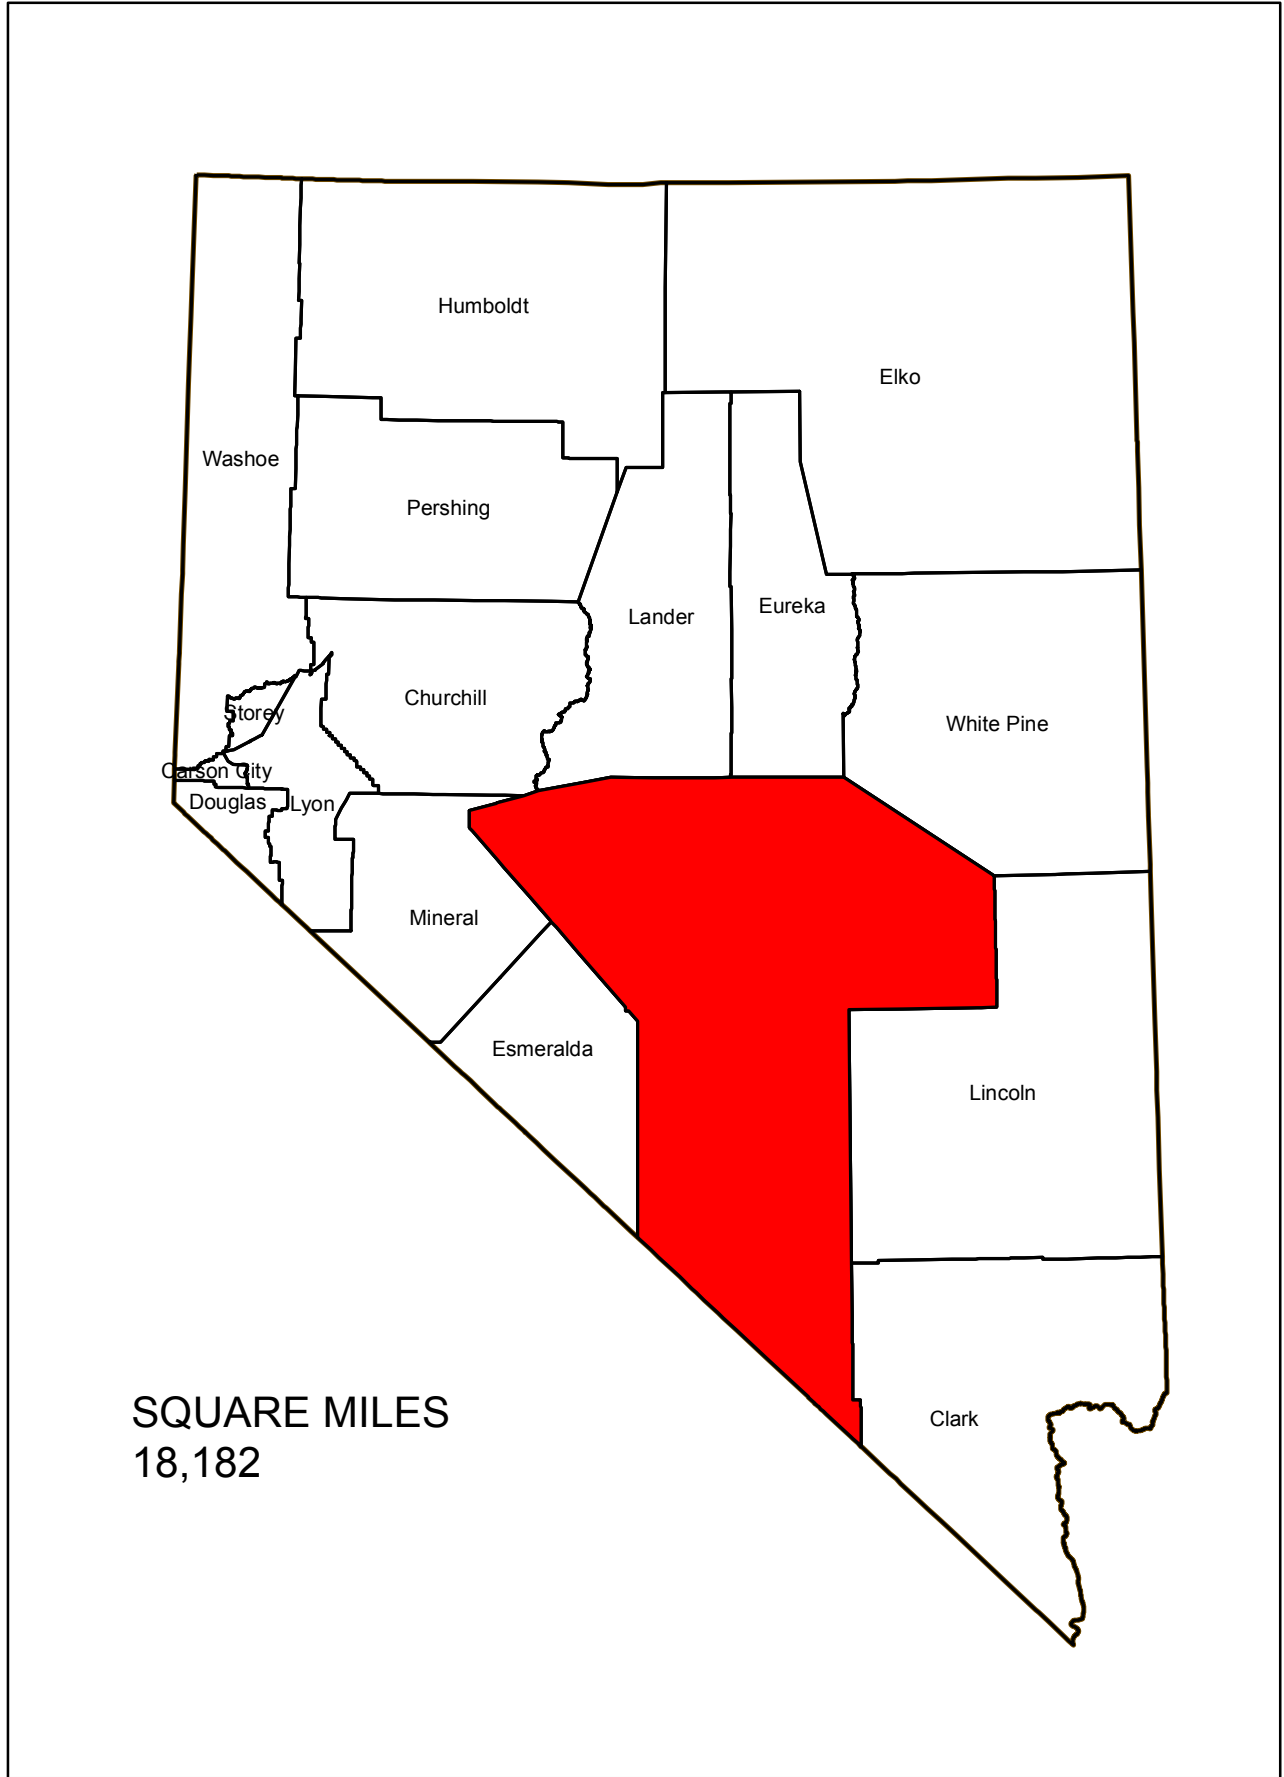 Humboldt
Elko
Washoe
Pershing
Eureka
Lander
Churchill
Storey
White Pine
Carson City
Douglas
Lyon
Mineral
Esmeralda
Lincoln
SQUARE MILES
Clark
18,182